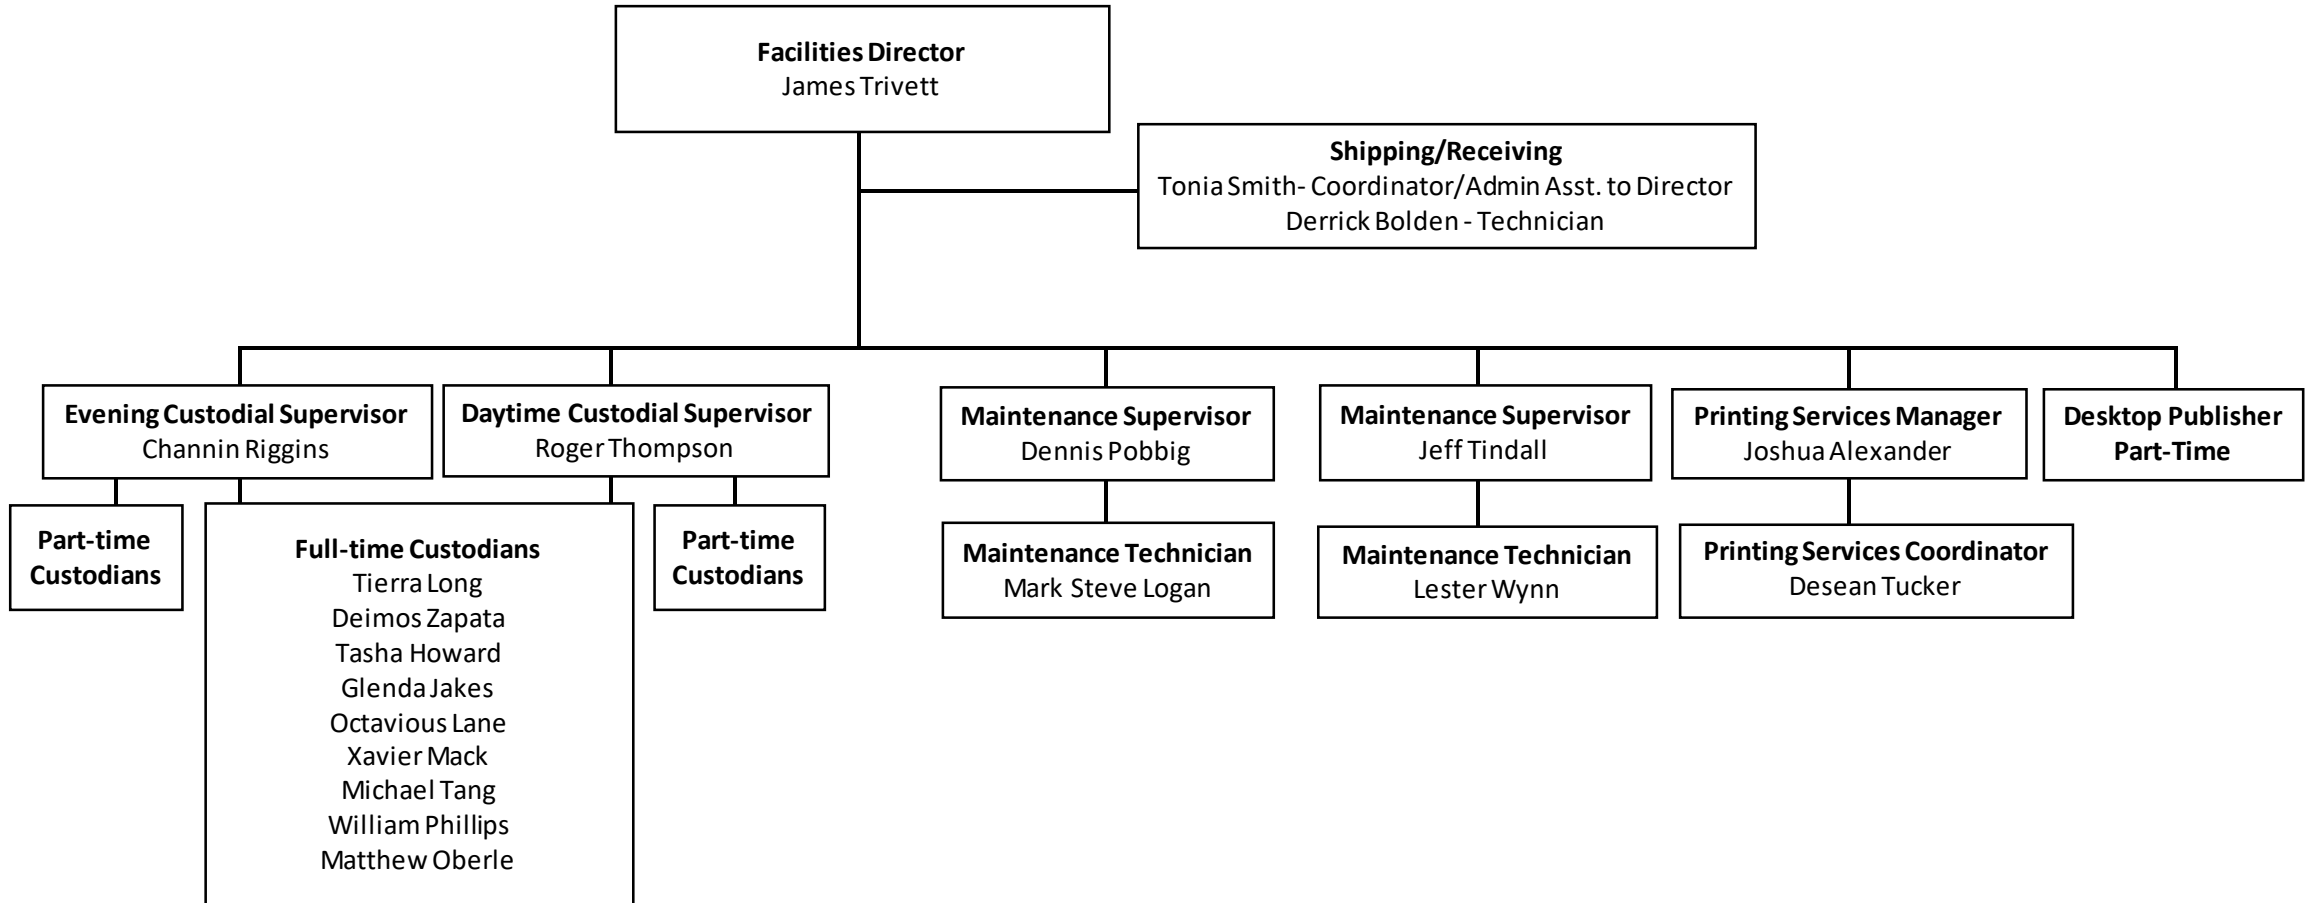 Facilities Director
James Trivett
Shipping/Receiving
Tonia Smith- Coordinator/Admin Asst. to Director
Derrick Bolden - Technician
Evening Custodial Supervisor
Channin Riggins
Daytime Custodial Supervisor
Roger Thompson
Maintenance Supervisor
Dennis Pobbig
Maintenance Supervisor
Jeff Tindall
Printing Services Manager
Joshua Alexander
Desktop Publisher
Part-Time
Part-time
Custodians
Full-time Custodians
Tierra Long
Deimos Zapata
Tasha Howard
Glenda Jakes
Octavious Lane
Xavier Mack
Michael Tang
William Phillips
Matthew Oberle
Part-time
Custodians
Maintenance Technician
Mark Steve Logan
Maintenance Technician
Lester Wynn
Printing Services Coordinator
Desean Tucker